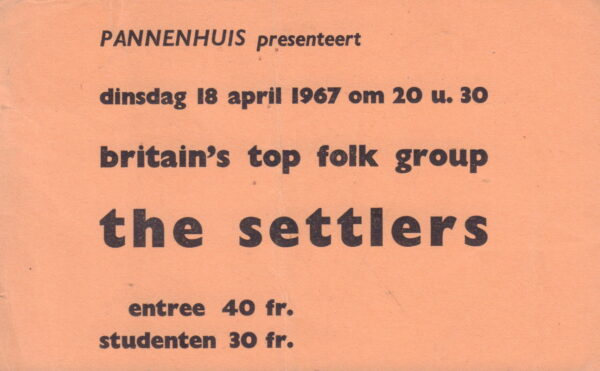 PANNENHUIS presenteert
dinsdag 18 april 1967 om 20 u. 30
britain's top folk group
the settlers
entree 40 fr.
studenten 30 fr.